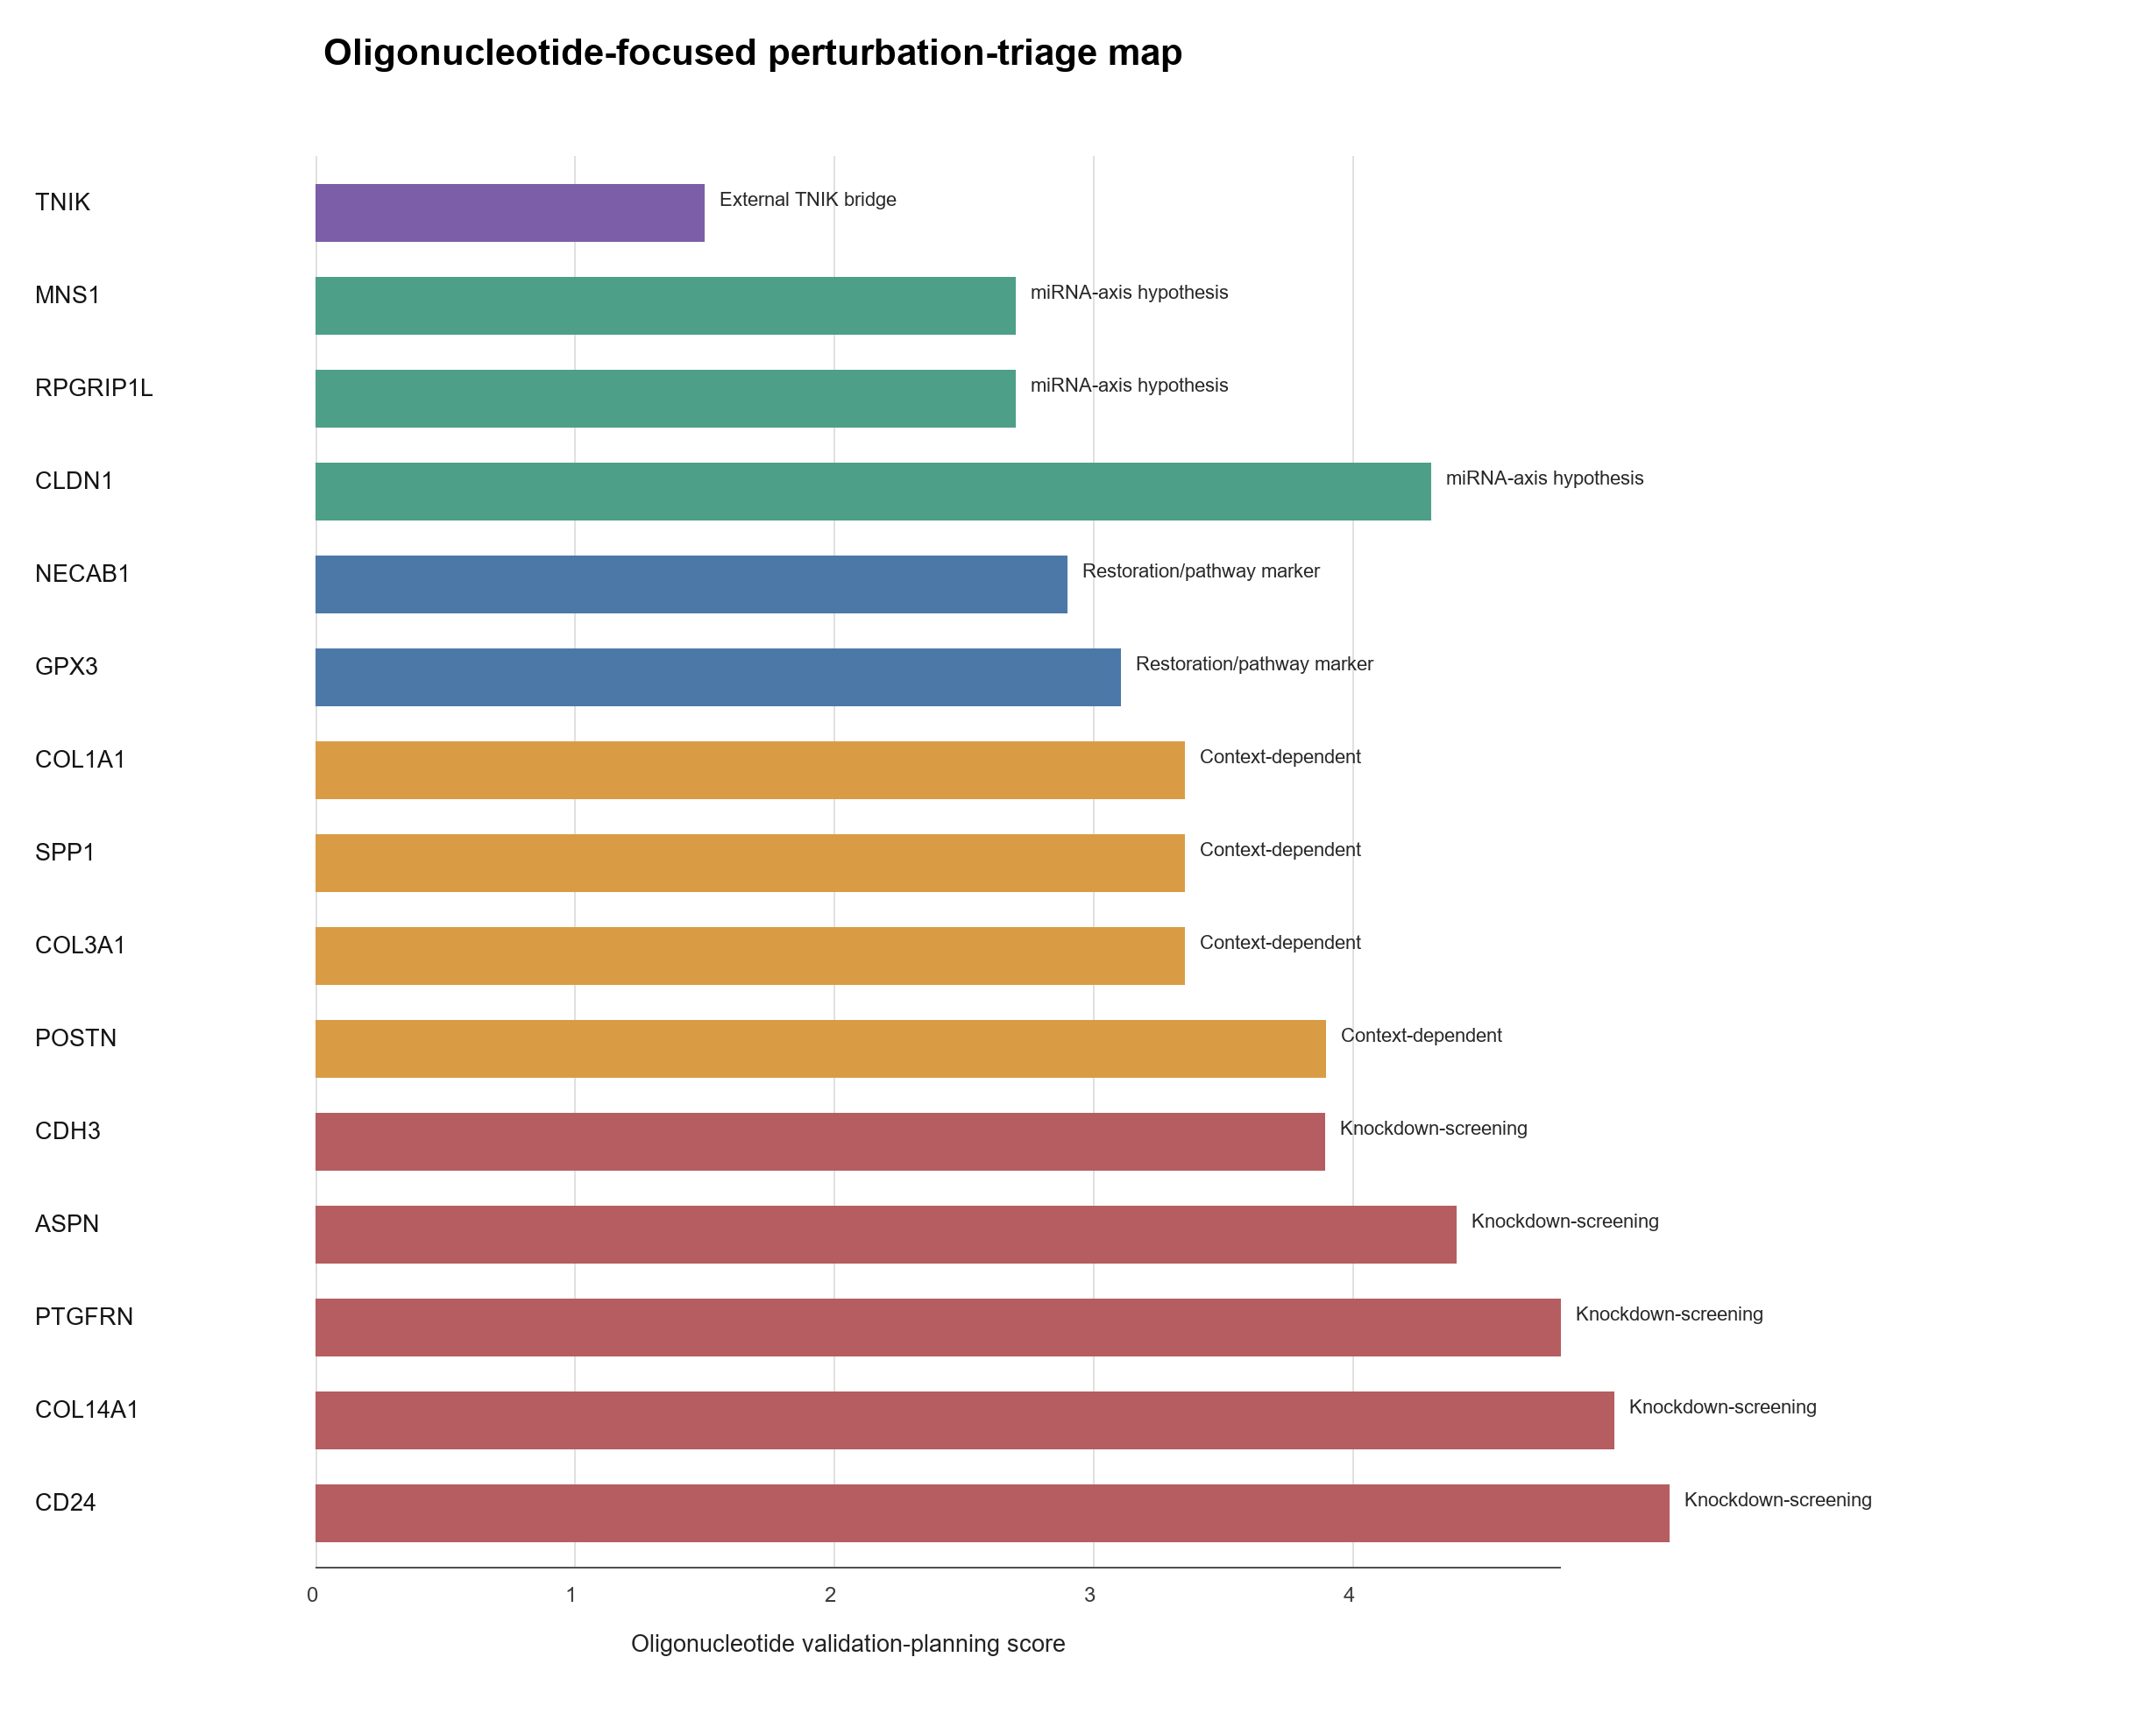 Oligonucleotide-focused perturbation-triage map
TNIK External TNIK bridge
MNS1 miRNA-axis hypothesis
RPGRIP1L miRNA-axis hypothesis
CLDN1 miRNA-axis hypothesis
NECAB1 Restoration/pathway marker
GPX3 Restoration/pathway marker
COL1A1 Context-dependent
SPP1 Context-dependent
COL3A1 Context-dependent
POSTN Context-dependent
CDH3 Knockdown-screening
ASPN Knockdown-screening
PTGFRN Knockdown-screening
COL14A1 Knockdown-screening
CD24 Knockdown-screening
0 1 2 3 4
Oligonucleotide validation-planning score